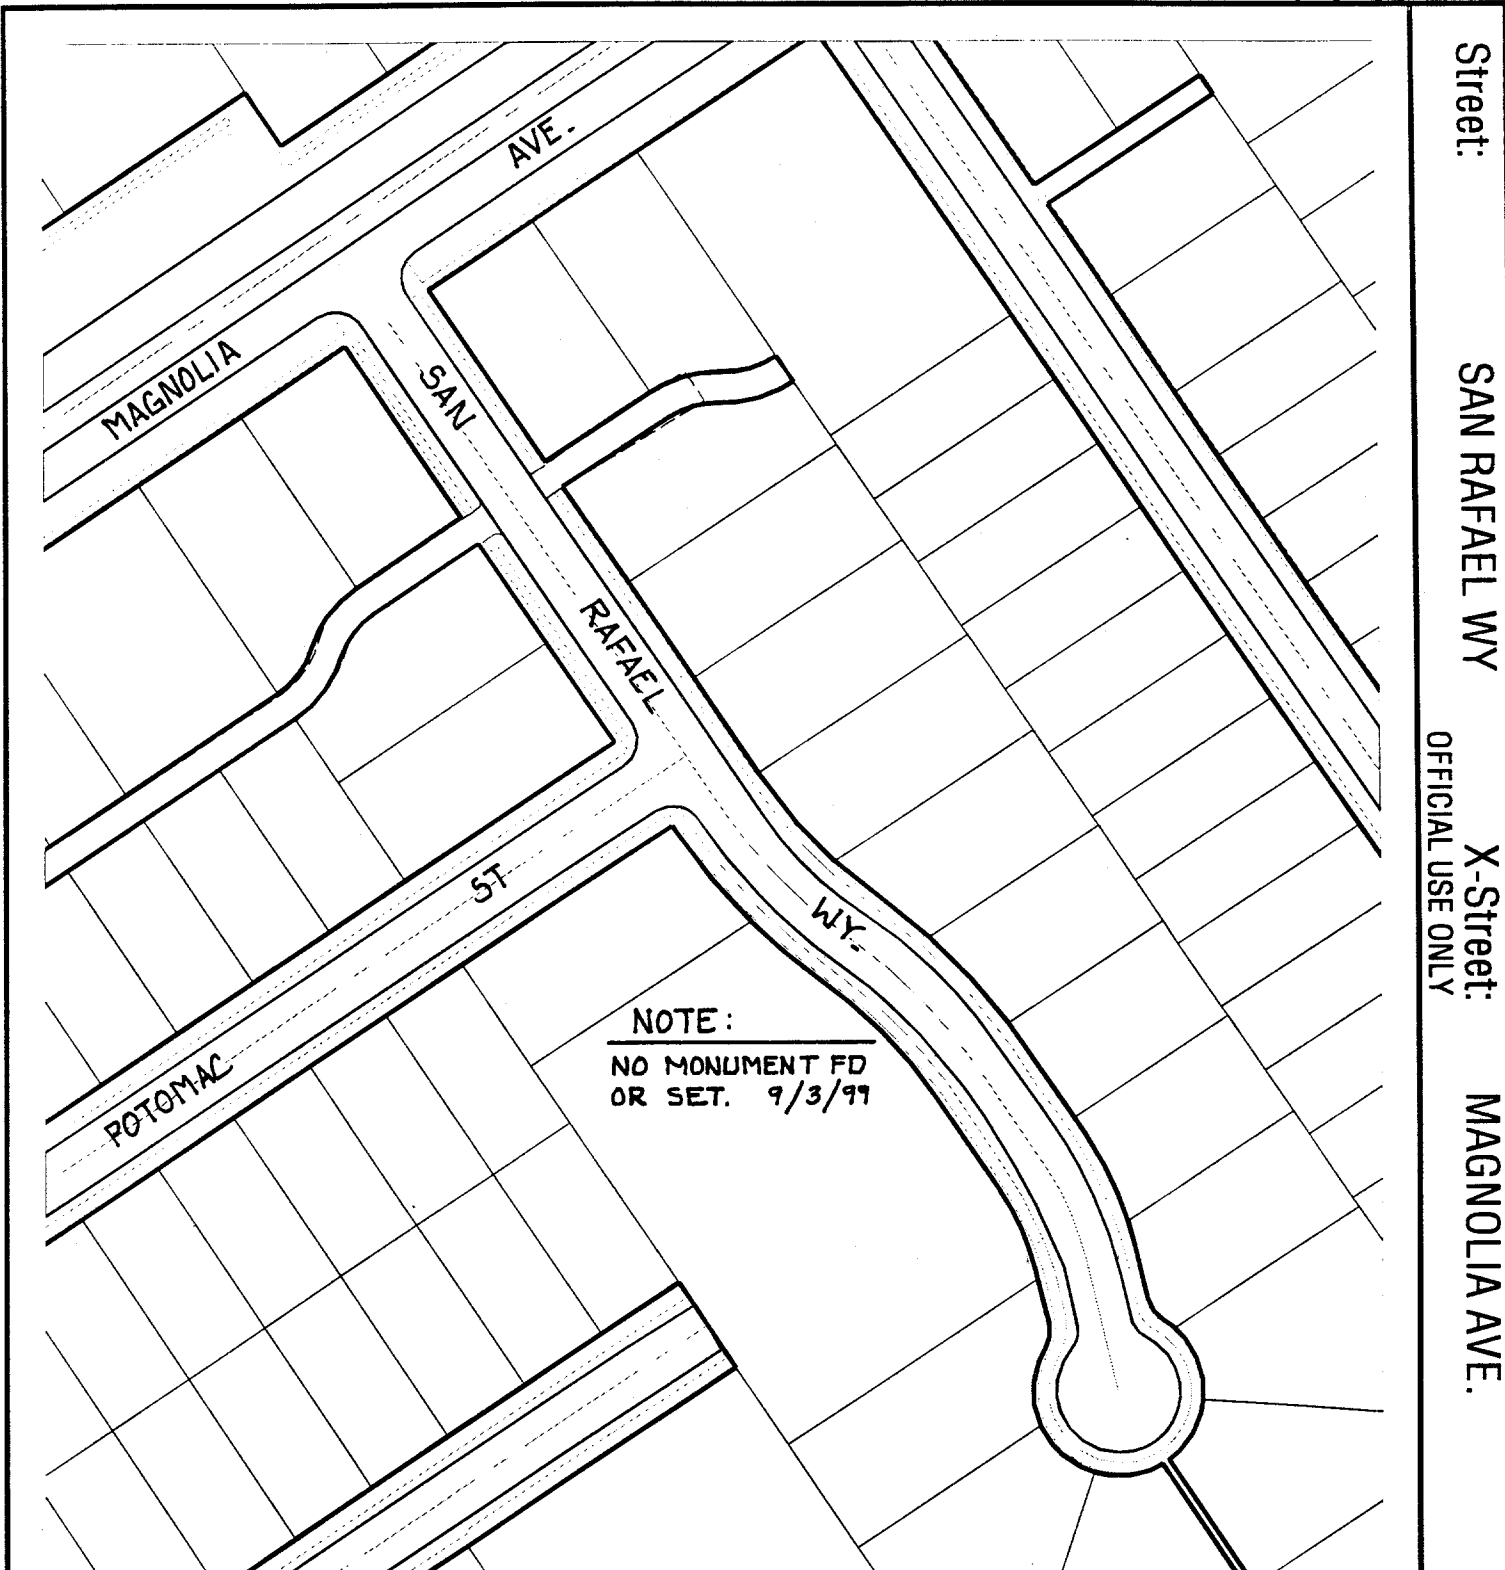 AVE.
MAGNOLIA
SAN
RAFAEL
WY.
ST
POTOMAC
NOTE:
NO MONUMENT FD
OR SET. 9/3/99
Street: SAN RAFAEL WY X-Street: MAGNOLIA AVE.
OFFICIAL USE ONLY